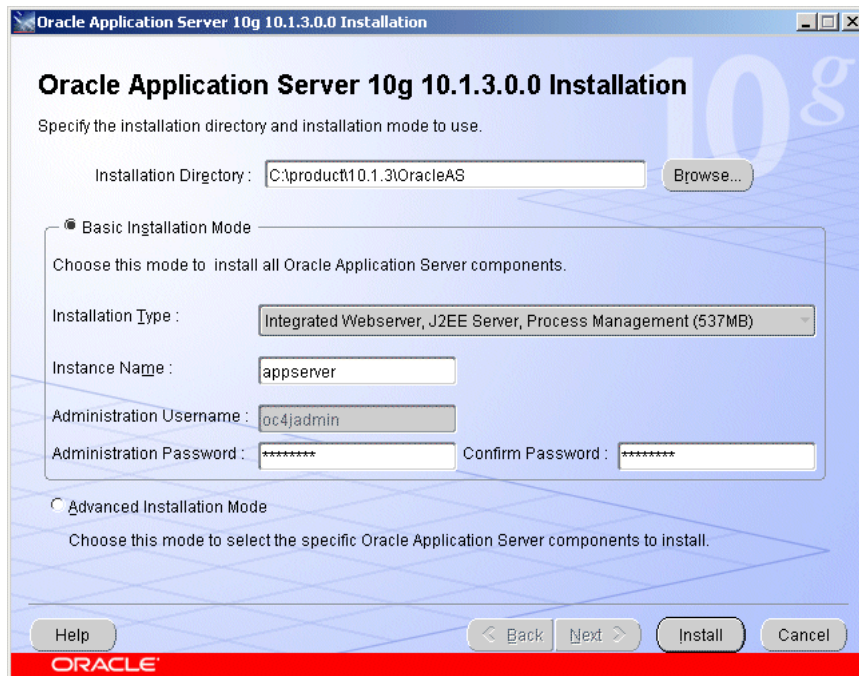 Oracle Application Server 10g 10.1.3.0.0 Installation
10g
Oracle Application Server 10g 10.1.3.0.0 Installation
Specify the installation directory and installation mode to use.
Installation Directory : C:\product\10.1.3\OracleAS Browse...
Basic Installation Mode
Choose this mode to install all Oracle Application Server components.
Installation Type : Integrated Webserver, J2EE Server, Process Management (537MB)
Instance Name : appserver
Administration Username : oc4jadmin
Administration Password : ******** Confirm Password : ********
Advanced Installation Mode
Choose this mode to select the specific Oracle Application Server components to install.
Help Back Next Install Cancel
ORACLE